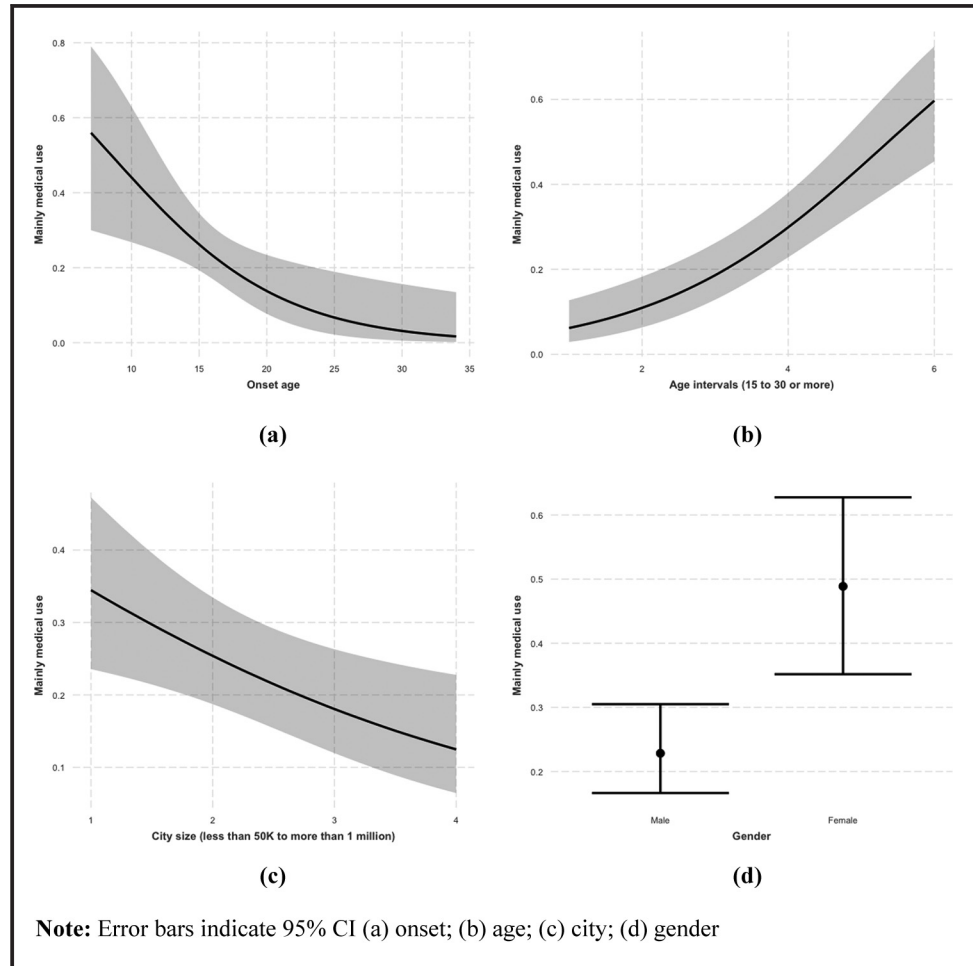 0.8
0.6
0.4
0.2
0.0
Mainly medical use
10 15 20 25 30 35
Onset age
(a)
0.6
0.4
0.2
0.0
Mainly medical use
2 4 6
Age intervals (15 to 30 or more)
(b)
0.4
0.3
0.2
0.1
Mainly medical use
1 2 3 4
City size (less than 50K to more than 1 million)
(c)
0.6
0.5
0.4
0.3
0.2
Mainly medical use
Male Female
Gender
(d)
Note: Error bars indicate 95% CI (a) onset; (b) age; (c) city; (d) gender